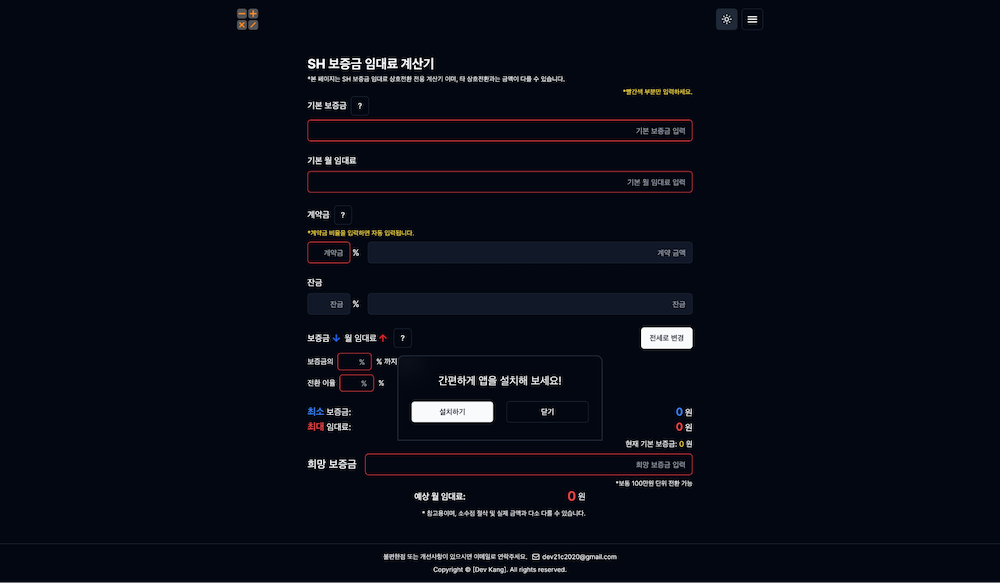 SH 보증금 임대료 계산기
*본 페이지는 SH 보증금 임대료 상호전환 전용 계산기 이며, 타 상호전환과는 금액이 다를 수 있습니다.
*빨간색 부분만 입력하세요.
기본 보증금 ?
기본 보증금 입력
기본 월 임대료
기본 월 임대료 입력
계약금 ?
*계약금 비율을 입력하면 자동 입력됩니다.
계약금 % 계약 금액
잔금
잔금 % 잔금
보증금 ↓ 월 임대료 ↑ ? 전세로 변경
보증금의 % % 까지
전환 이율 % %
간편하게 앱을 설치해 보세요!
설치하기 닫기
최소 보증금: 0 원
최대 임대료: 0 원
현재 기본 보증금: 0 원
희망 보증금 희망 보증금 입력
*보통 100만원 단위 전환 가능
예상 월 임대료: 0 원
* 참고용이며, 소수점 절삭 및 실제 금액과 다소 다를 수 있습니다.
불편한점 또는 개선사항이 있으시면 이메일로 연락주세요. dev21c2020@gmail.com
Copyright © [Dev Kang]. All rights reserved.